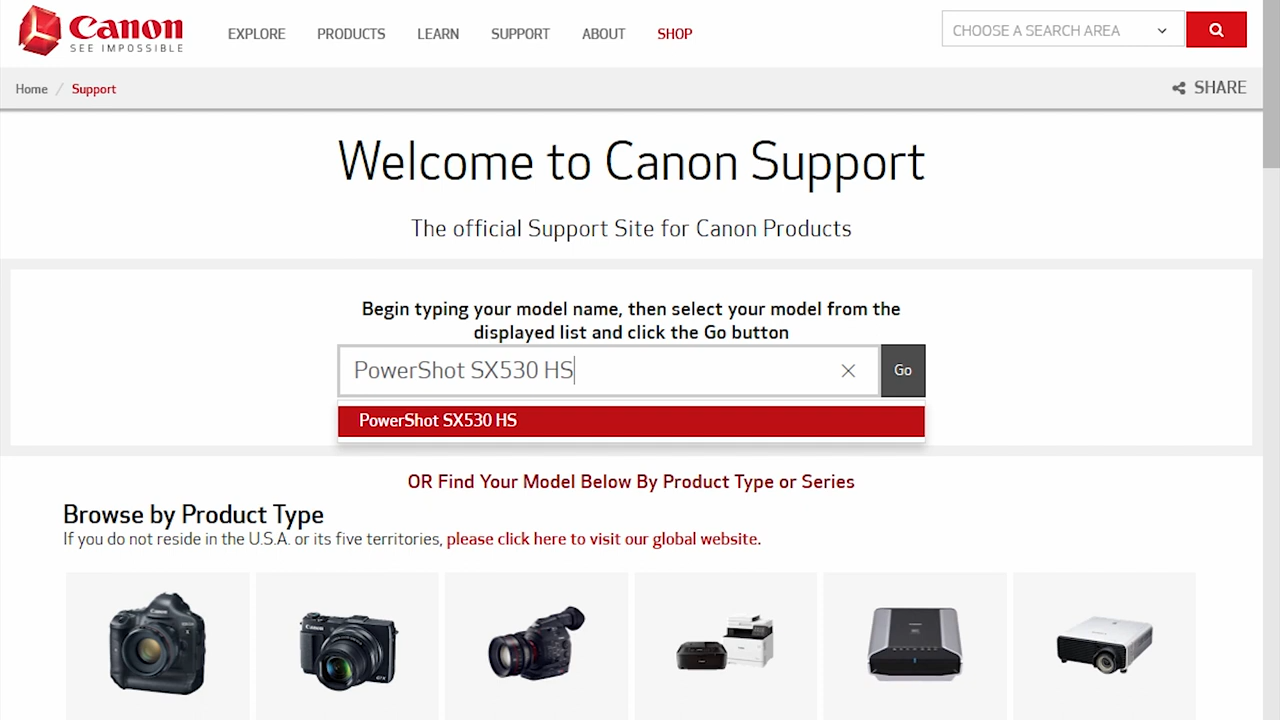 Canon
SEE IMPOSSIBLE
EXPLORE PRODUCTS LEARN SUPPORT ABOUT SHOP
CHOOSE A SEARCH AREA
Home / Support
SHARE
Welcome to Canon Support
The official Support Site for Canon Products
Begin typing your model name, then select your model from the
displayed list and click the Go button
PowerShot SX530 HS
Go
PowerShot SX530 HS
OR Find Your Model Below By Product Type or Series
Browse by Product Type
If you do not reside in the U.S.A. or its five territories, please click here to visit our global website.
Canon
Canon